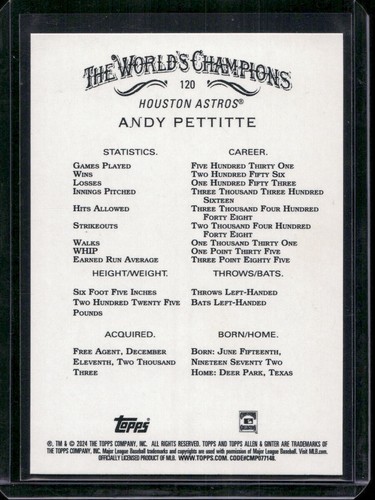 THE WORLD'S CHAMPIONS
120
HOUSTON ASTROS®
ANDY PETTITTE
STATISTICS. CAREER.
GAMES PLAYED FIVE HUNDRED THIRTY ONE
WINS TWO HUNDRED FIFTY SIX
LOSSES ONE HUNDRED FIFTY THREE
INNINGS PITCHED THREE THOUSAND THREE HUNDRED
SIXTEEN
HITS ALLOWED THREE THOUSAND FOUR HUNDRED
FORTY EIGHT
STRIKEOUTS TWO THOUSAND FOUR HUNDRED
FORTY EIGHT
WALKS ONE THOUSAND THIRTY ONE
WHIP ONE POINT THIRTY FIVE
EARNED RUN AVERAGE THREE POINT EIGHTY FIVE
HEIGHT/WEIGHT. THROWS/BATS.
SIX FOOT FIVE INCHES THROWS LEFT-HANDED
TWO HUNDRED TWENTY FIVE BATS LEFT-HANDED
POUNDS
ACQUIRED. BORN/HOME.
FREE AGENT, DECEMBER BORN: JUNE FIFTEENTH,
ELEVENTH, TWO THOUSAND NINETEEN SEVENTY TWO
THREE HOME: DEER PARK, TEXAS
Topps
®, TM & © 2024 THE TOPPS COMPANY, INC. ALL RIGHTS RESERVED. TOPPS AND TOPPS ALLEN & GINTER ARE TRADEMARKS OF
THE TOPPS COMPANY, INC. Major League Baseball trademarks and copyrights are used with permission of Major League Baseball. Visit MLB.com.
OFFICIALLY LICENSED PRODUCT OF MLB. WWW.TOPPS.COM. CODE#CMP077148.